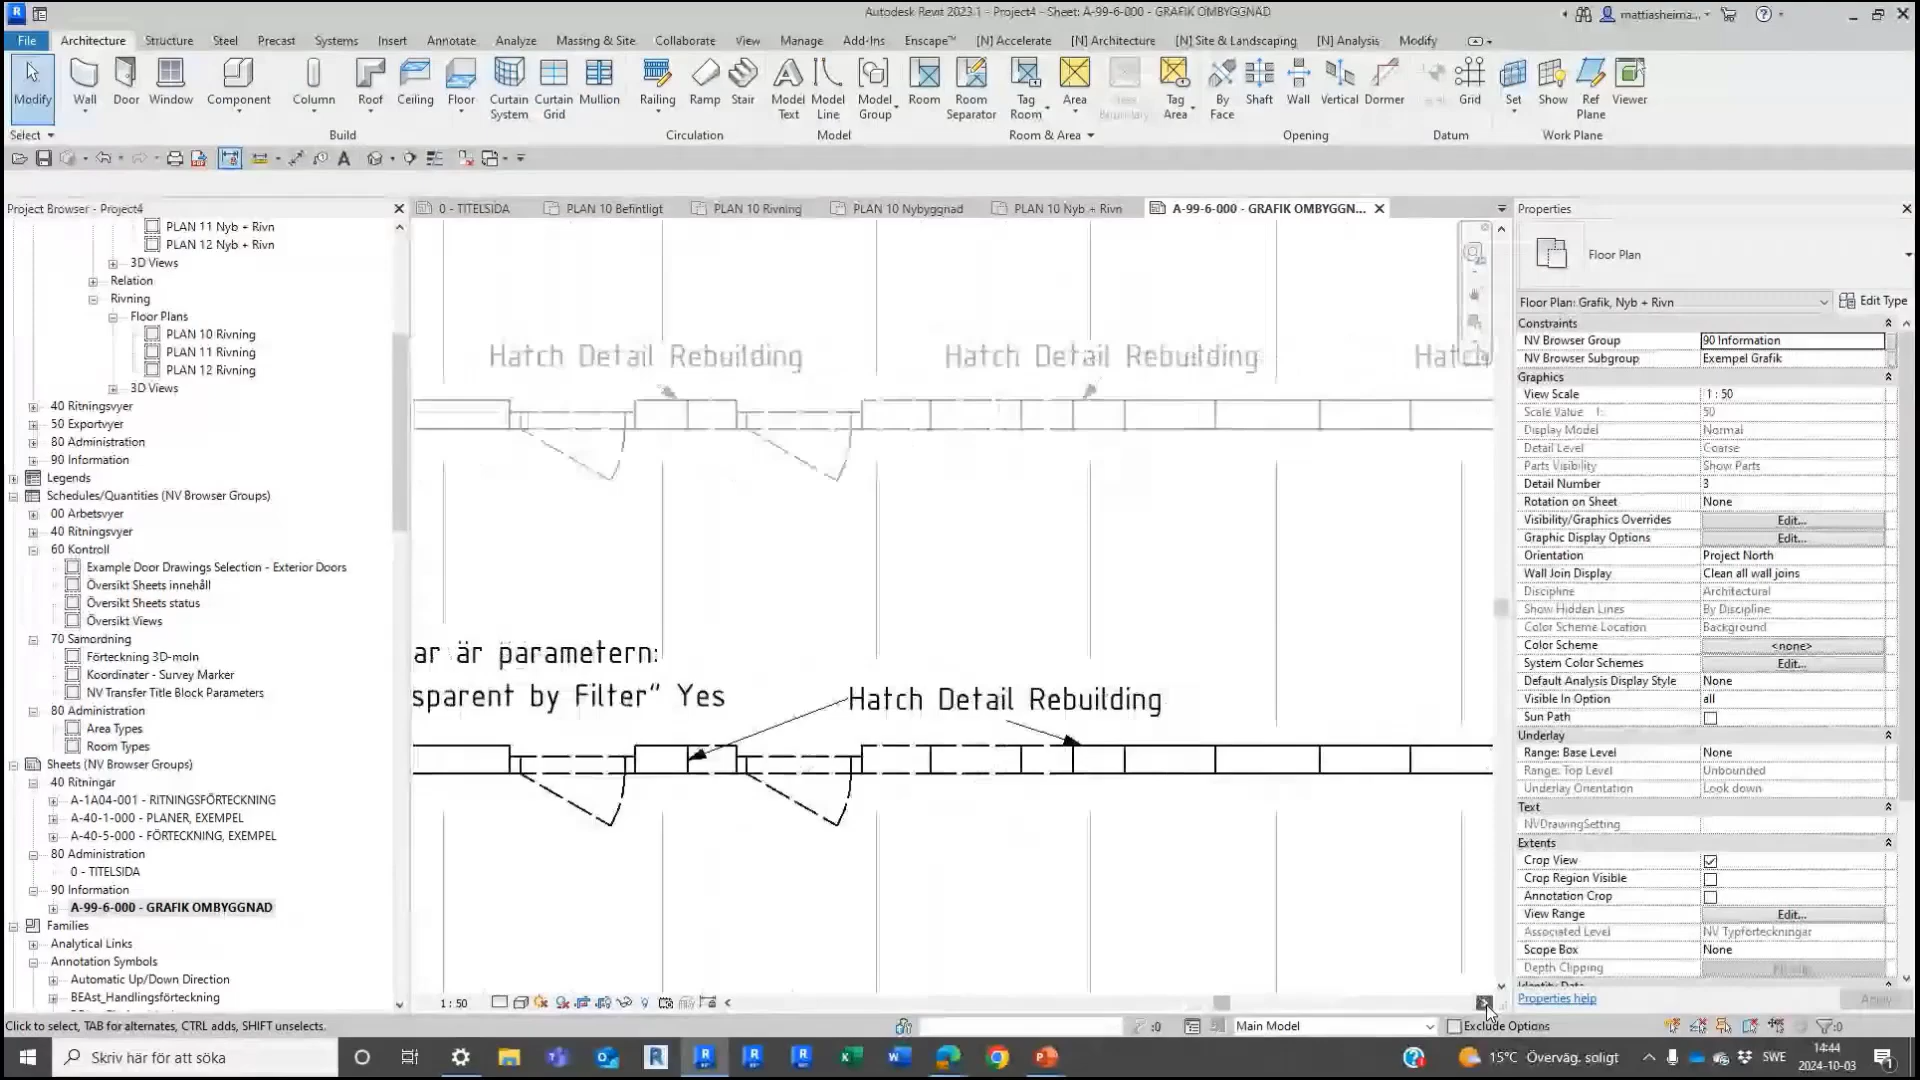 Autodesk Revit 2023.1 - Project4 - Sheet: A-99-6-000 - GRAFIK OMBYGGNAD
mattiasheima...
File Architecture Structure Steel Precast Systems Insert Annotate Analyze Massing & Site Collaborate View Manage Add-Ins Enscape™ [N] Accelerate [N] Architecture [N] Site & Landscaping [N] Analysis Modify
Modify Wall Door Window Component Column Roof Ceiling Floor Curtain System Curtain Grid Mullion Railing Ramp Stair Model Text Model Line Model Group Room Room Separator Tag Room Area Boundary Tag Area By Face Shaft Wall Vertical Dormer Grid Set Show Ref Plane Viewer
Select Build Circulation Model Room & Area Opening Datum Work Plane
Project Browser - Project4
0 - TITELSIDA
PLAN 10 Befintligt
PLAN 10 Rivning
PLAN 10 Nybyggnad
PLAN 10 Nyb + Rivn
A-99-6-000 - GRAFIK OMBYGGN...
PLAN 11 Nyb + Rivn
PLAN 12 Nyb + Rivn
3D Views
Relation
Rivning
Floor Plans
PLAN 10 Rivning
PLAN 11 Rivning
PLAN 12 Rivning
3D Views
40 Ritningsvyer
50 Exportvyer
80 Administration
90 Information
Legends
Schedules/Quantities (NV Browser Groups)
00 Arbetsvyer
40 Ritningsvyer
60 Kontroll
Example Door Drawings Selection - Exterior Doors
Översikt Sheets innehåll
Översikt Sheets status
Översikt Views
70 Samordning
Förteckning 3D-moln
Koordinater - Survey Marker
NV Transfer Title Block Parameters
80 Administration
Area Types
Room Types
Sheets (NV Browser Groups)
40 Ritningar
A-1A04-001 - RITNINGSFÖRTECKNING
A-40-1-000 - PLANER, EXEMPEL
A-40-5-000 - FÖRTECKNING, EXEMPEL
80 Administration
0 - TITELSIDA
90 Information
A-99-6-000 - GRAFIK OMBYGGNAD
Families
Analytical Links
Annotation Symbols
Automatic Up/Down Direction
BEAst_Handlingsförteckning
Hatch Detail Rebuilding
Hatch Detail Rebuilding
Hatch
ar är parametern:
sparent by Filter" Yes
Hatch Detail Rebuilding
1 : 50
Properties
Floor Plan
Floor Plan: Grafik, Nyb + Rivn
Edit Type
Constraints
NV Browser Group 90 Information
NV Browser Subgroup Exempel Grafik
Graphics
View Scale 1 : 50
Scale Value 1: 50
Display Model Normal
Detail Level Coarse
Parts Visibility Show Parts
Detail Number 3
Rotation on Sheet None
Visibility/Graphics Overrides Edit...
Graphic Display Options Edit...
Orientation Project North
Wall Join Display Clean all wall joins
Discipline Architectural
Show Hidden Lines By Discipline
Color Scheme Location Background
Color Scheme <none>
System Color Schemes Edit...
Default Analysis Display Style None
Visible In Option all
Sun Path
Underlay
Range: Base Level None
Range: Top Level Unbounded
Underlay Orientation Look down
Text
NVDrawingSetting
Extents
Crop View
Crop Region Visible
Annotation Crop
View Range Edit...
Associated Level NV Typförteckningar
Scope Box None
Depth Clipping
Identity Data
Properties help
Apply
Click to select, TAB for alternates, CTRL adds, SHIFT unselects.
:0
Main Model
Exclude Options
:0
Skriv här för att söka
15°C Överväg. soligt
SWE
14:44
2024-10-03